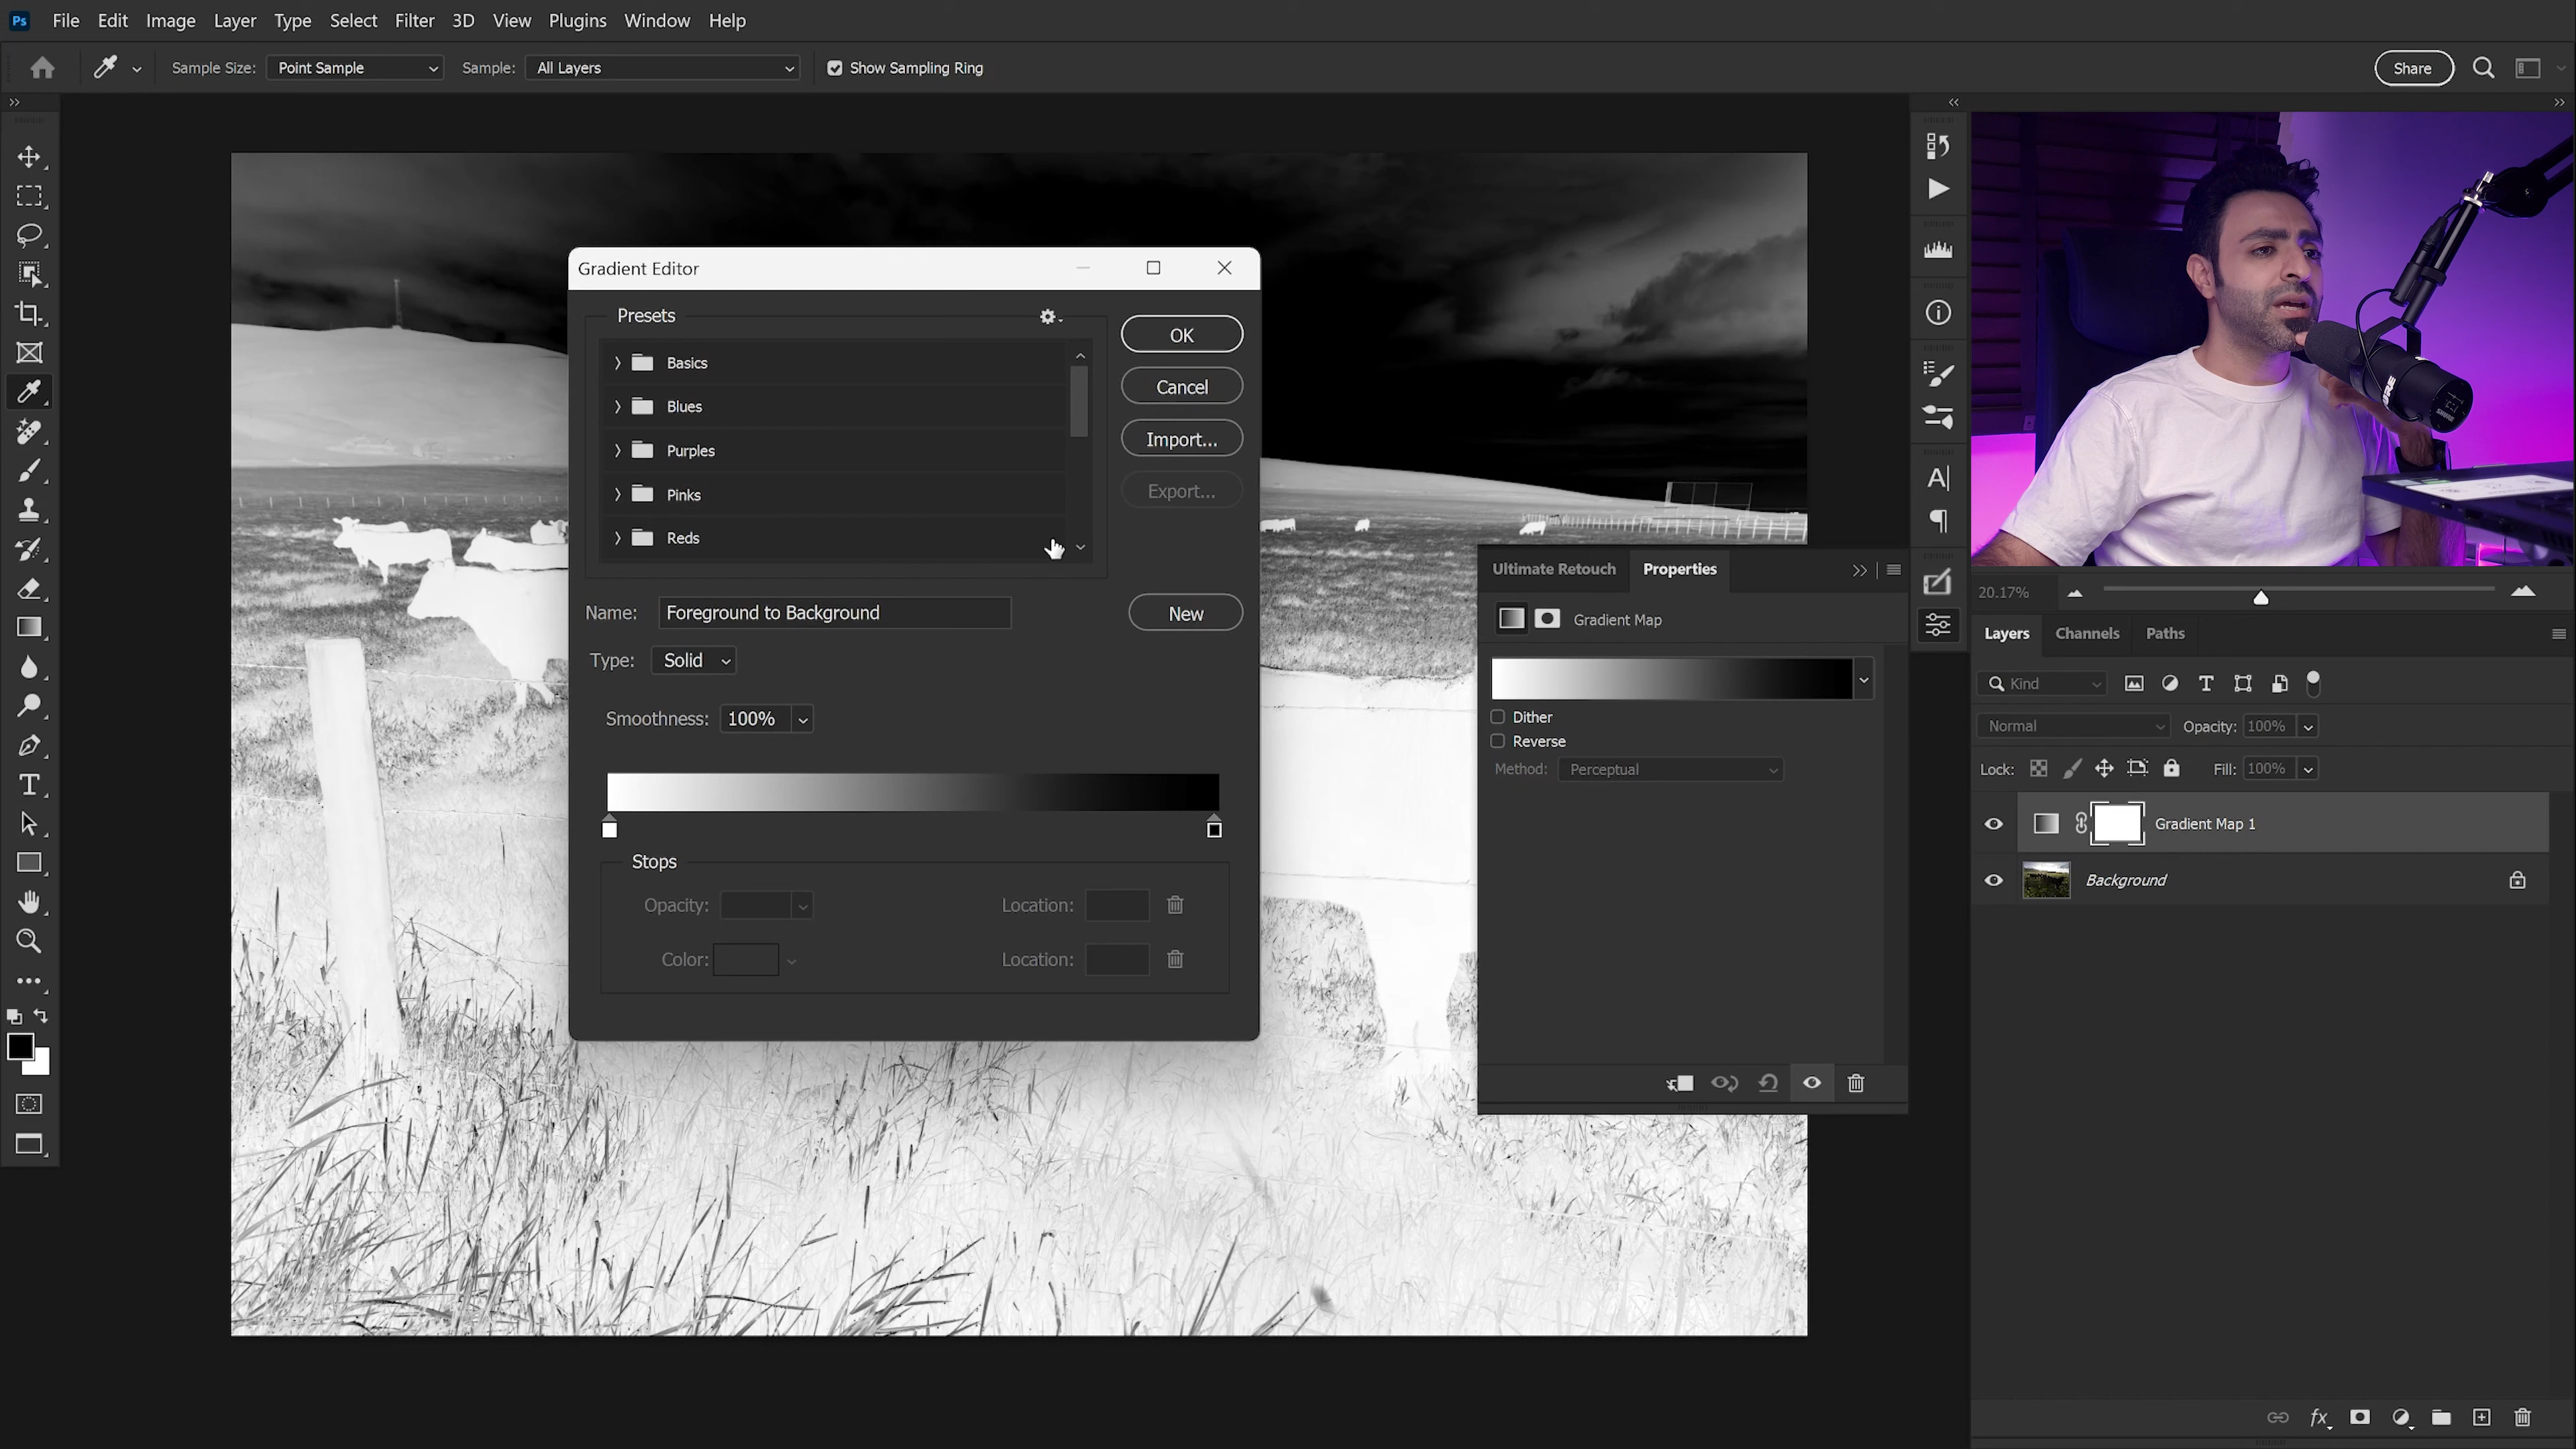 Ps File Edit Image Layer Type Select Filter 3D View Plugins Window Help
Sample Size: Point Sample Sample: All Layers Show Sampling Ring Share
Gradient Editor
Presets
Basics
Blues
Purples
Pinks
Reds
OK
Cancel
Import...
Export...
Name: Foreground to Background New
Type: Solid
Smoothness: 100%
Stops
Opacity: Location:
Color: Location:
Ultimate Retouch Properties
Gradient Map
Dither
Reverse
Method: Perceptual
SHURE
20.17%
Layers Channels Paths
Kind
Normal Opacity: 100%
Lock: Fill: 100%
Gradient Map 1
Background
fx